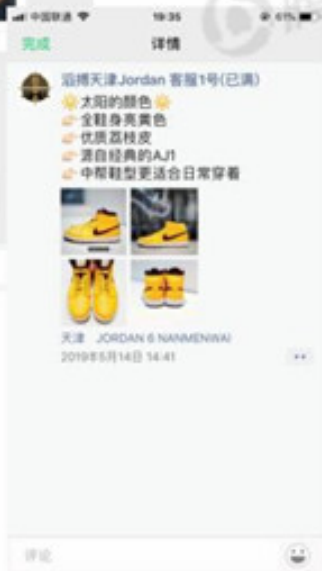 中国联通
19:35
61%
完成
详情
滔搏天津Jordan 客服1号(已满)
太阳的颜色
全鞋身亮黄色
优质荔枝皮
源自经典的AJ1
中帮鞋型更适合日常穿着
天津 JORDAN 6 NANMENWAI
2019年5月14日 14:41
评论